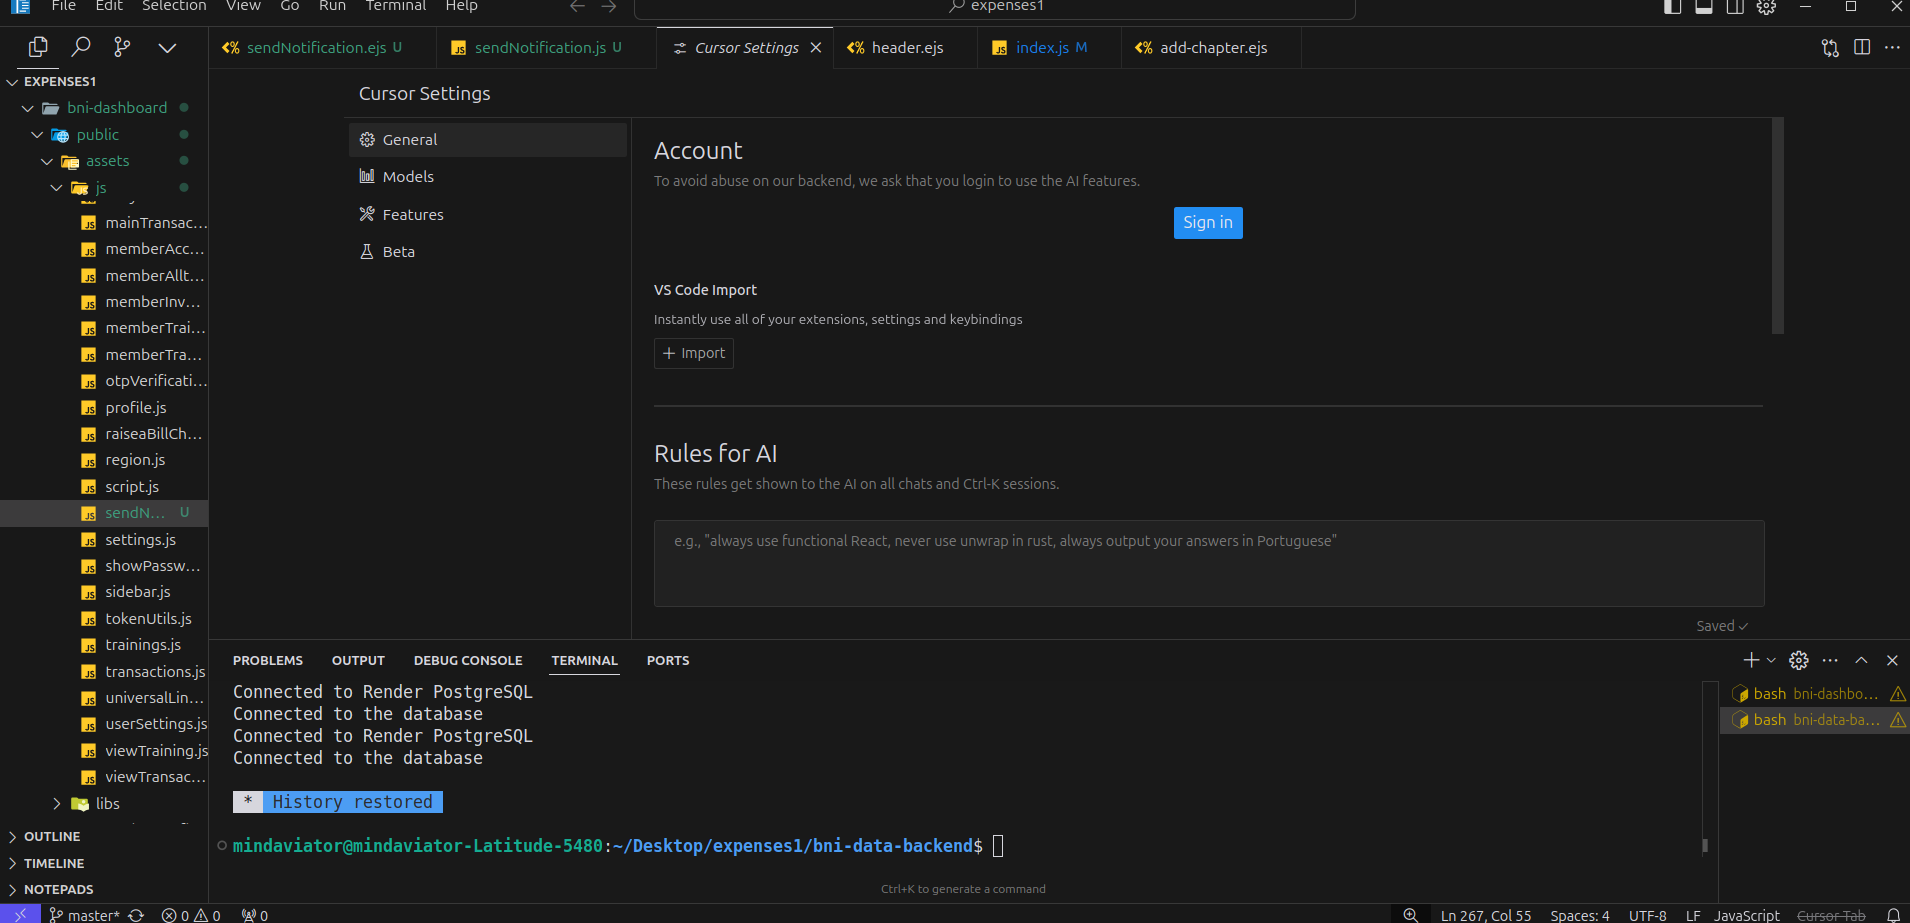 File Edit Selection View Go Run Terminal Help
expenses1
sendNotification.ejs U
sendNotification.js U
Cursor Settings
header.ejs
index.js M
add-chapter.ejs
EXPENSES1
bni-dashboard
public
assets
js
mainTransac...
memberAcc...
memberAllt...
memberInv...
memberTrai...
memberTra...
otpVerificati...
profile.js
raiseaBillCh...
region.js
script.js
sendN... U
settings.js
showPassw...
sidebar.js
tokenUtils.js
trainings.js
transactions.js
universalLin...
userSettings.js
viewTraining.js
viewTransac...
libs
OUTLINE
TIMELINE
NOTEPADS
Cursor Settings
General
Models
Features
Beta
Account
To avoid abuse on our backend, we ask that you login to use the AI features.
Sign in
VS Code Import
Instantly use all of your extensions, settings and keybindings
+ Import
Rules for AI
These rules get shown to the AI on all chats and Ctrl-K sessions.
e.g., "always use functional React, never use unwrap in rust, always output your answers in Portuguese"
Saved ✓
PROBLEMS OUTPUT DEBUG CONSOLE TERMINAL PORTS
Connected to Render PostgreSQL
Connected to the database
Connected to Render PostgreSQL
Connected to the database
* History restored
mindaviator@mindaviator-Latitude-5480:~/Desktop/expenses1/bni-data-backend$
Ctrl+K to generate a command
bash bni-dashbo...
bash bni-data-ba...
master* 0 0 0
Ln 267, Col 55 Spaces: 4 UTF-8 LF JavaScript Cursor Tab